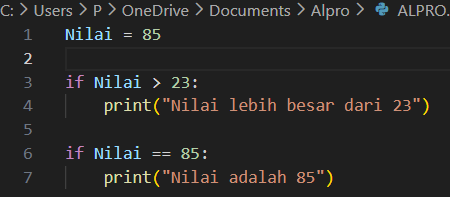 C: > Users > P > OneDrive > Documents > Alpro > ALPRO.
1 Nilai = 85
2
3 if Nilai > 23:
4     print("Nilai lebih besar dari 23")
5
6 if Nilai == 85:
7     print("Nilai adalah 85")